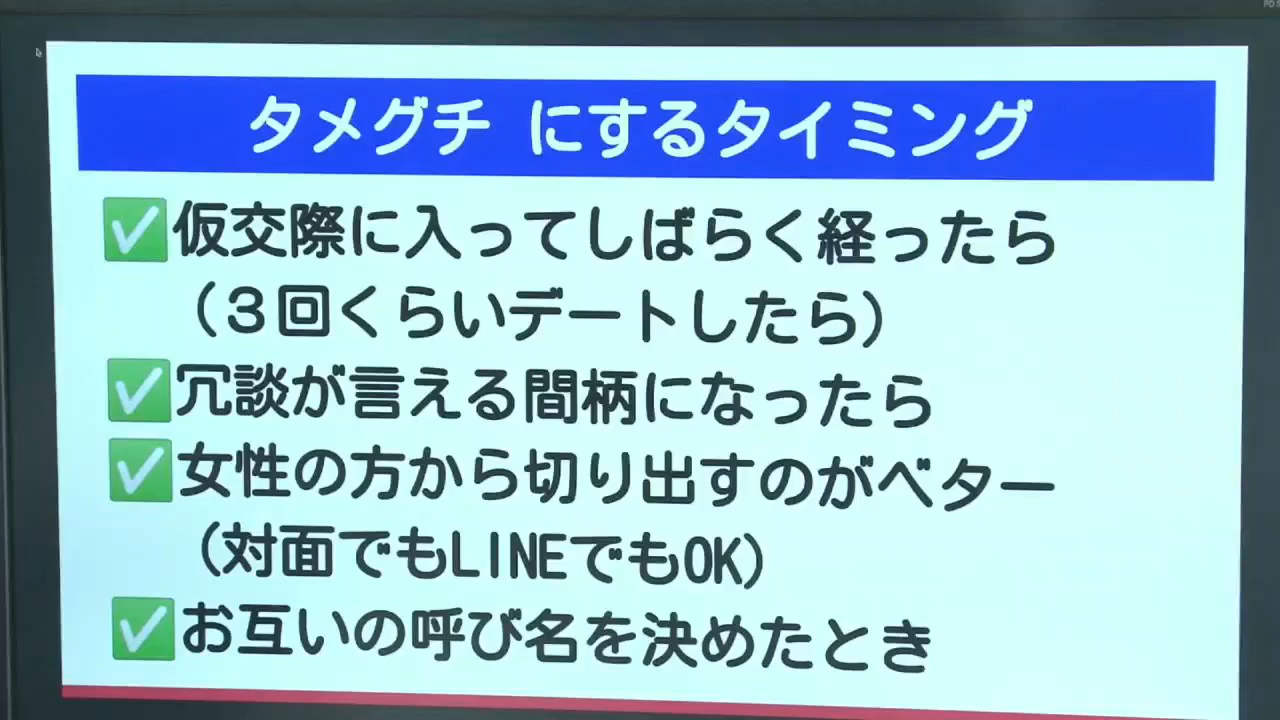 タメグチ にするタイミング
✅仮交際に入ってしばらく経ったら
（３回くらいデートしたら）
✅冗談が言える間柄になったら
✅女性の方から切り出すのがベター
（対面でもLINEでもOK）
✅お互いの呼び名を決めたとき